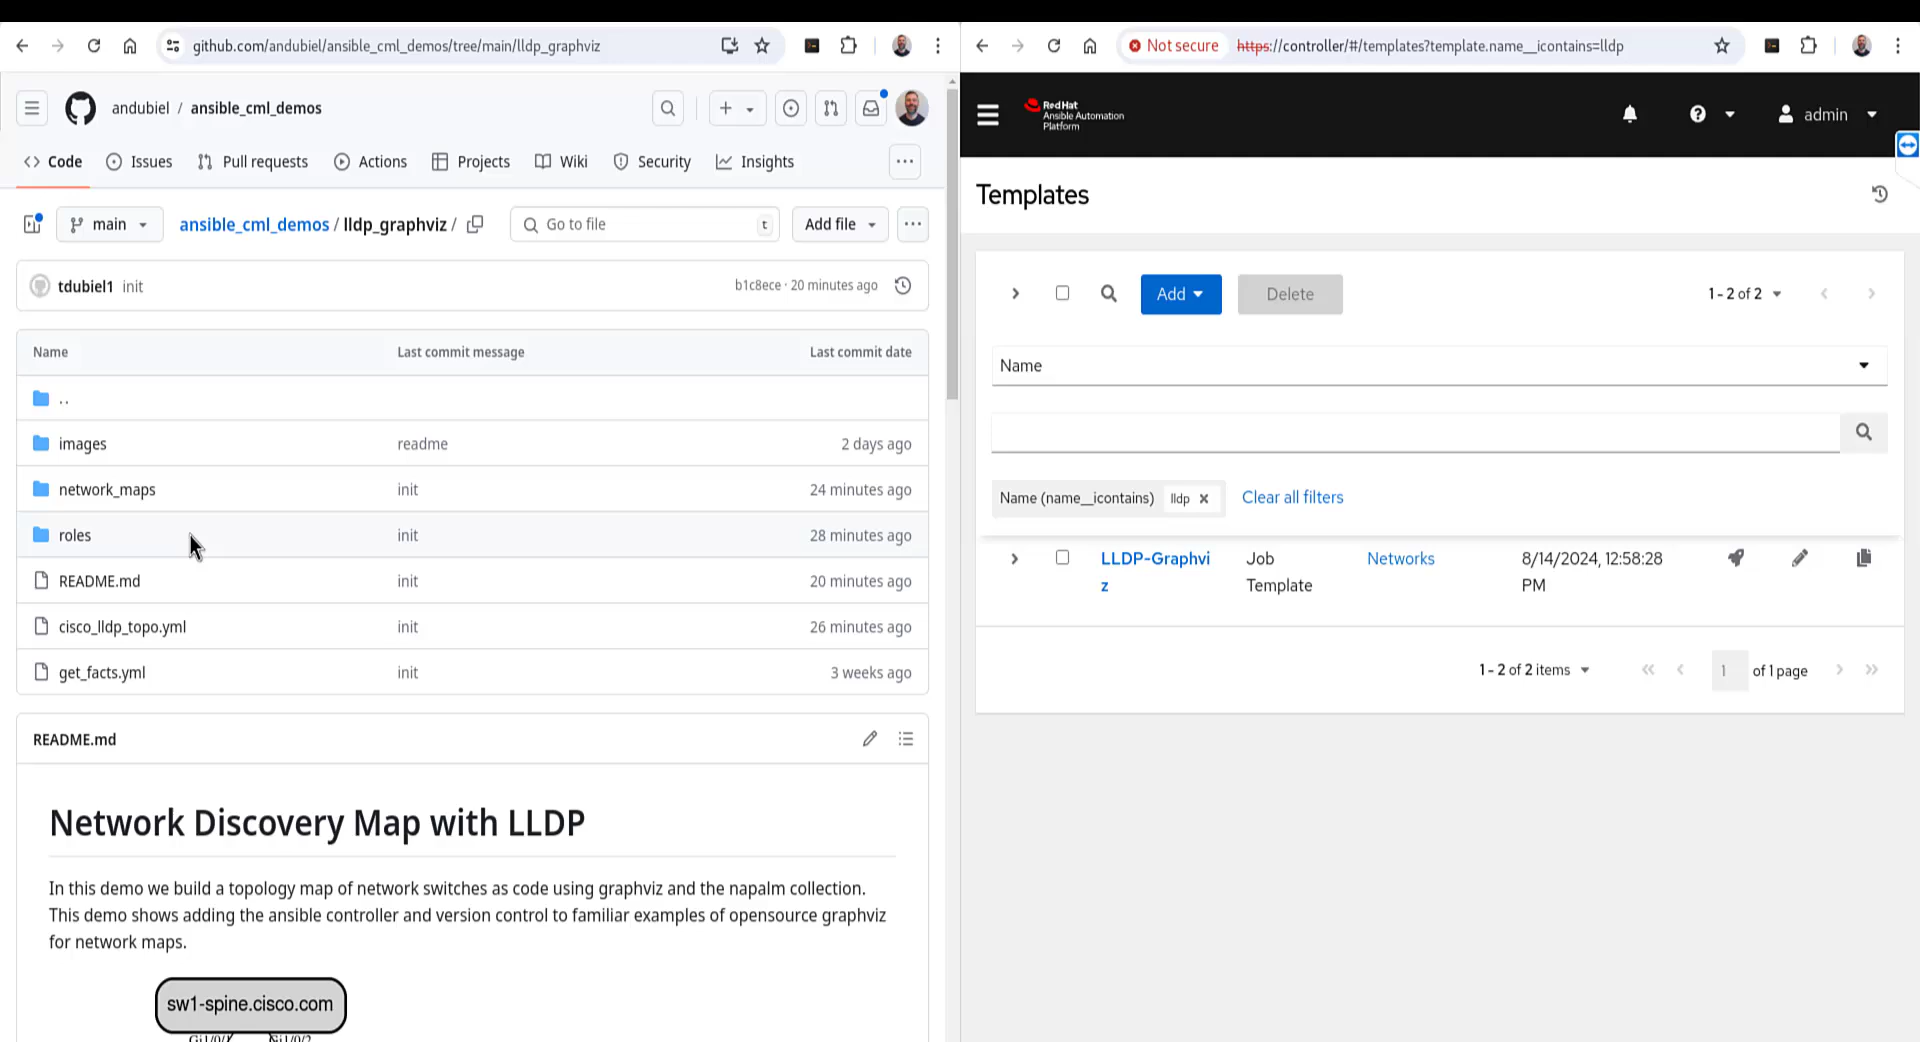 github.com/andubiel/ansible_cml_demos/tree/main/lldp_graphviz
andubiel / ansible_cml_demos
Code Issues Pull requests Actions Projects Wiki Security Insights
main ansible_cml_demos / lldp_graphviz / Go to file t Add file
tdubiel1 init b1c8ece · 20 minutes ago
Name Last commit message Last commit date
..
images readme 2 days ago
network_maps init 24 minutes ago
roles init 28 minutes ago
README.md init 20 minutes ago
cisco_lldp_topo.yml init 26 minutes ago
get_facts.yml init 3 weeks ago
README.md
Network Discovery Map with LLDP
In this demo we build a topology map of network switches as code using graphviz and the napalm collection.
This demo shows adding the ansible controller and version control to familiar examples of opensource graphviz
for network maps.
sw1-spine.cisco.com
Not secure https://controller/#/templates?template.name__icontains=lldp
Red Hat
Ansible Automation
Platform
admin
Templates
Add Delete 1 - 2 of 2
Name
Name (name__icontains) lldp Clear all filters
LLDP-Graphvi Job Networks 8/14/2024, 12:58:28
z Template PM
1 - 2 of 2 items 1 of 1 page